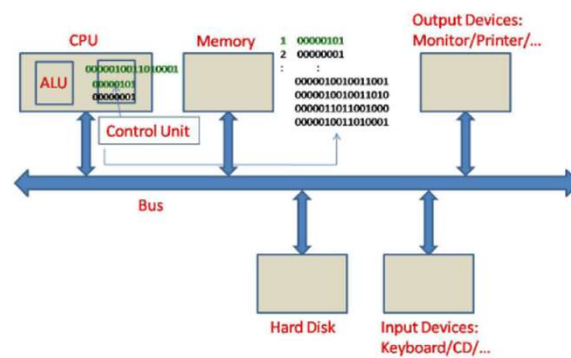 CPU
ALU
0000010011010001
00000101
00000001
Control Unit
Memory
1 00000101
2 00000001
: :
0000010010011001
0000010010011010
0000011011001000
0000010011010001
Output Devices:
Monitor/Printer/...
Bus
Hard Disk
Input Devices:
Keyboard/CD/...